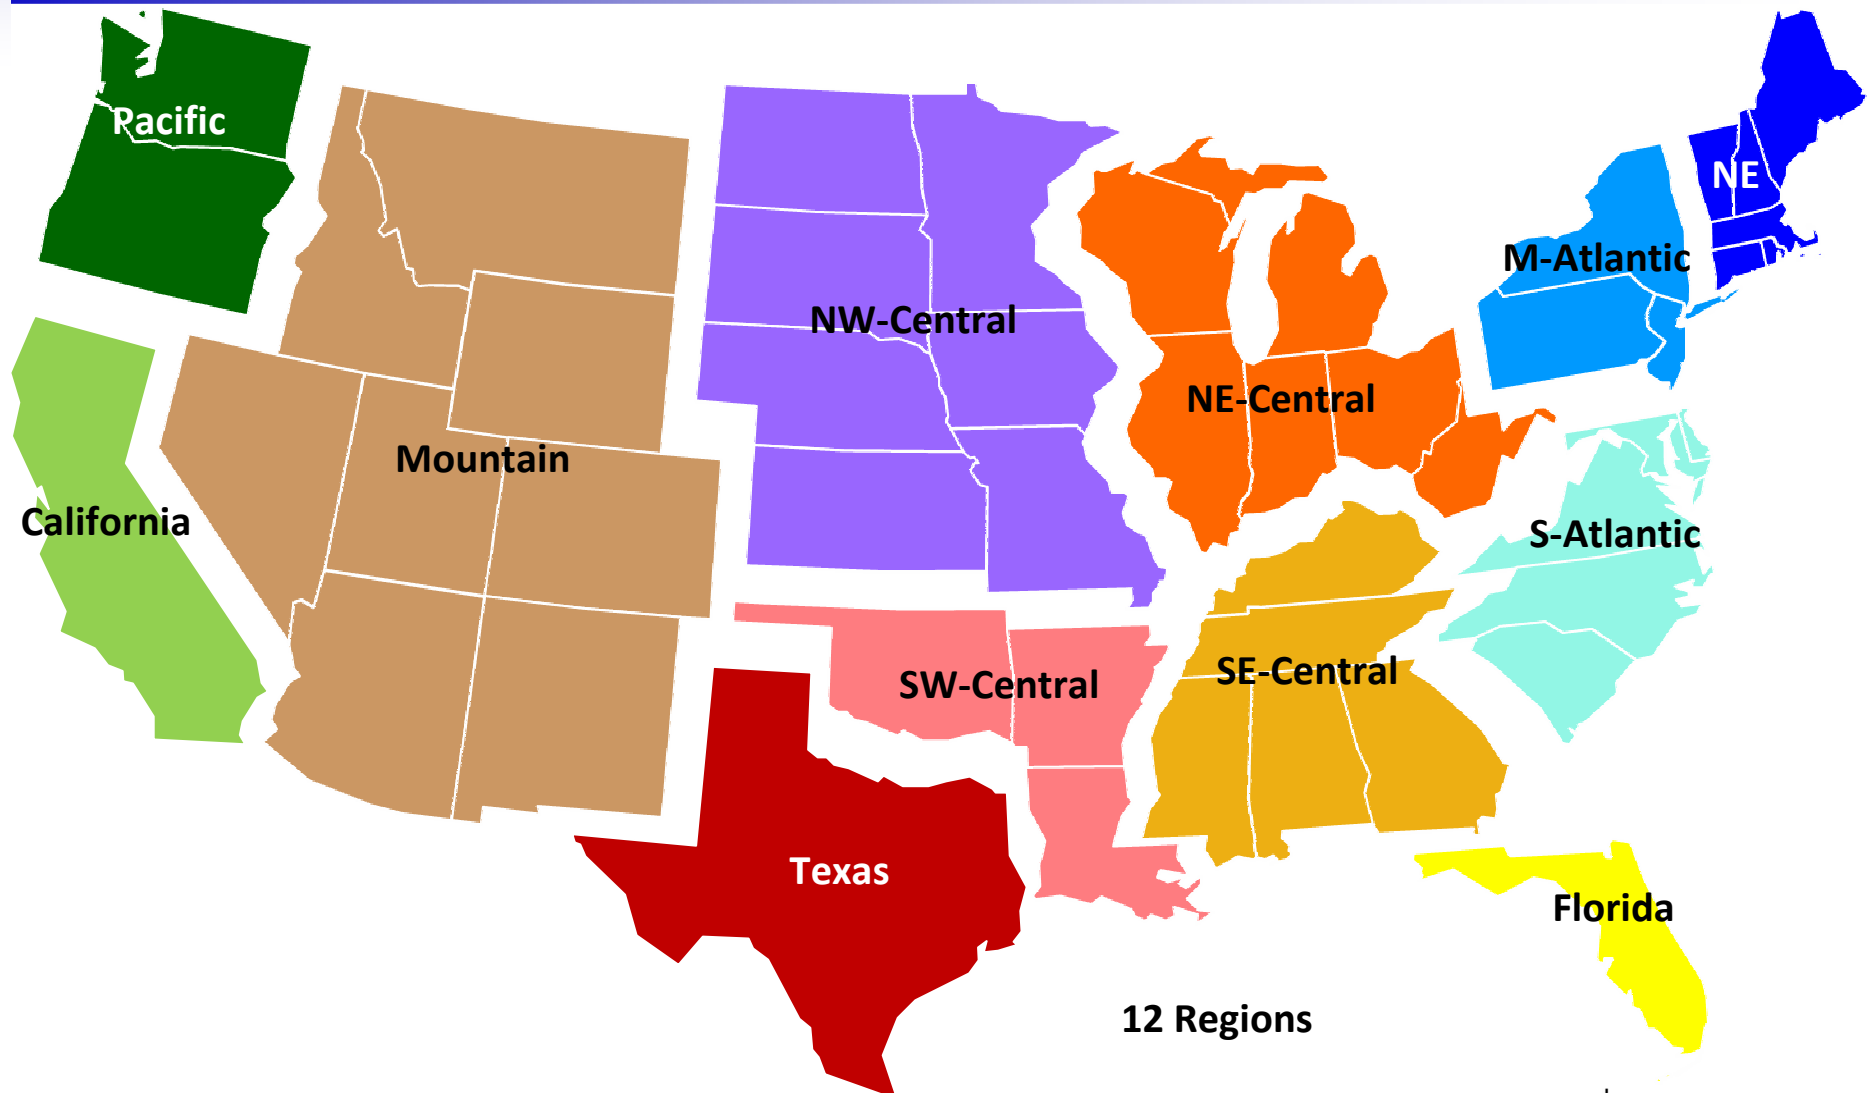 Pacific
NE
M-Atlantic
NW-Central
NE-Central
Mountain
California
S-Atlantic
SW-Central
SE-Central
Texas
Florida
12 Regions